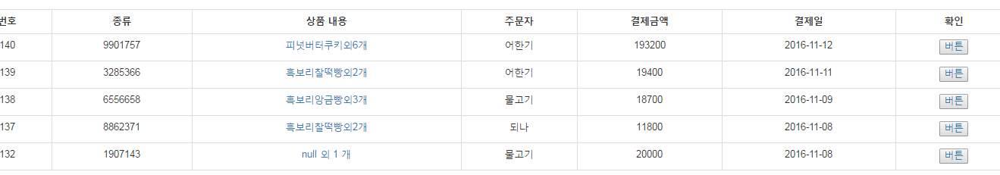 번호 종류 상품 내용 주문자 결제금액 결제일 확인
140 9901757 피넛버터쿠키외6개 어한기 193200 2016-11-12 버튼
139 3285366 흑보리찰떡빵외2개 어한기 19400 2016-11-11 버튼
138 6556658 흑보리앙금빵외3개 물고기 18700 2016-11-09 버튼
137 8862371 흑보리찰떡빵외2개 되나 11800 2016-11-08 버튼
132 1907143 null 외 1 개 물고기 20000 2016-11-08 버튼